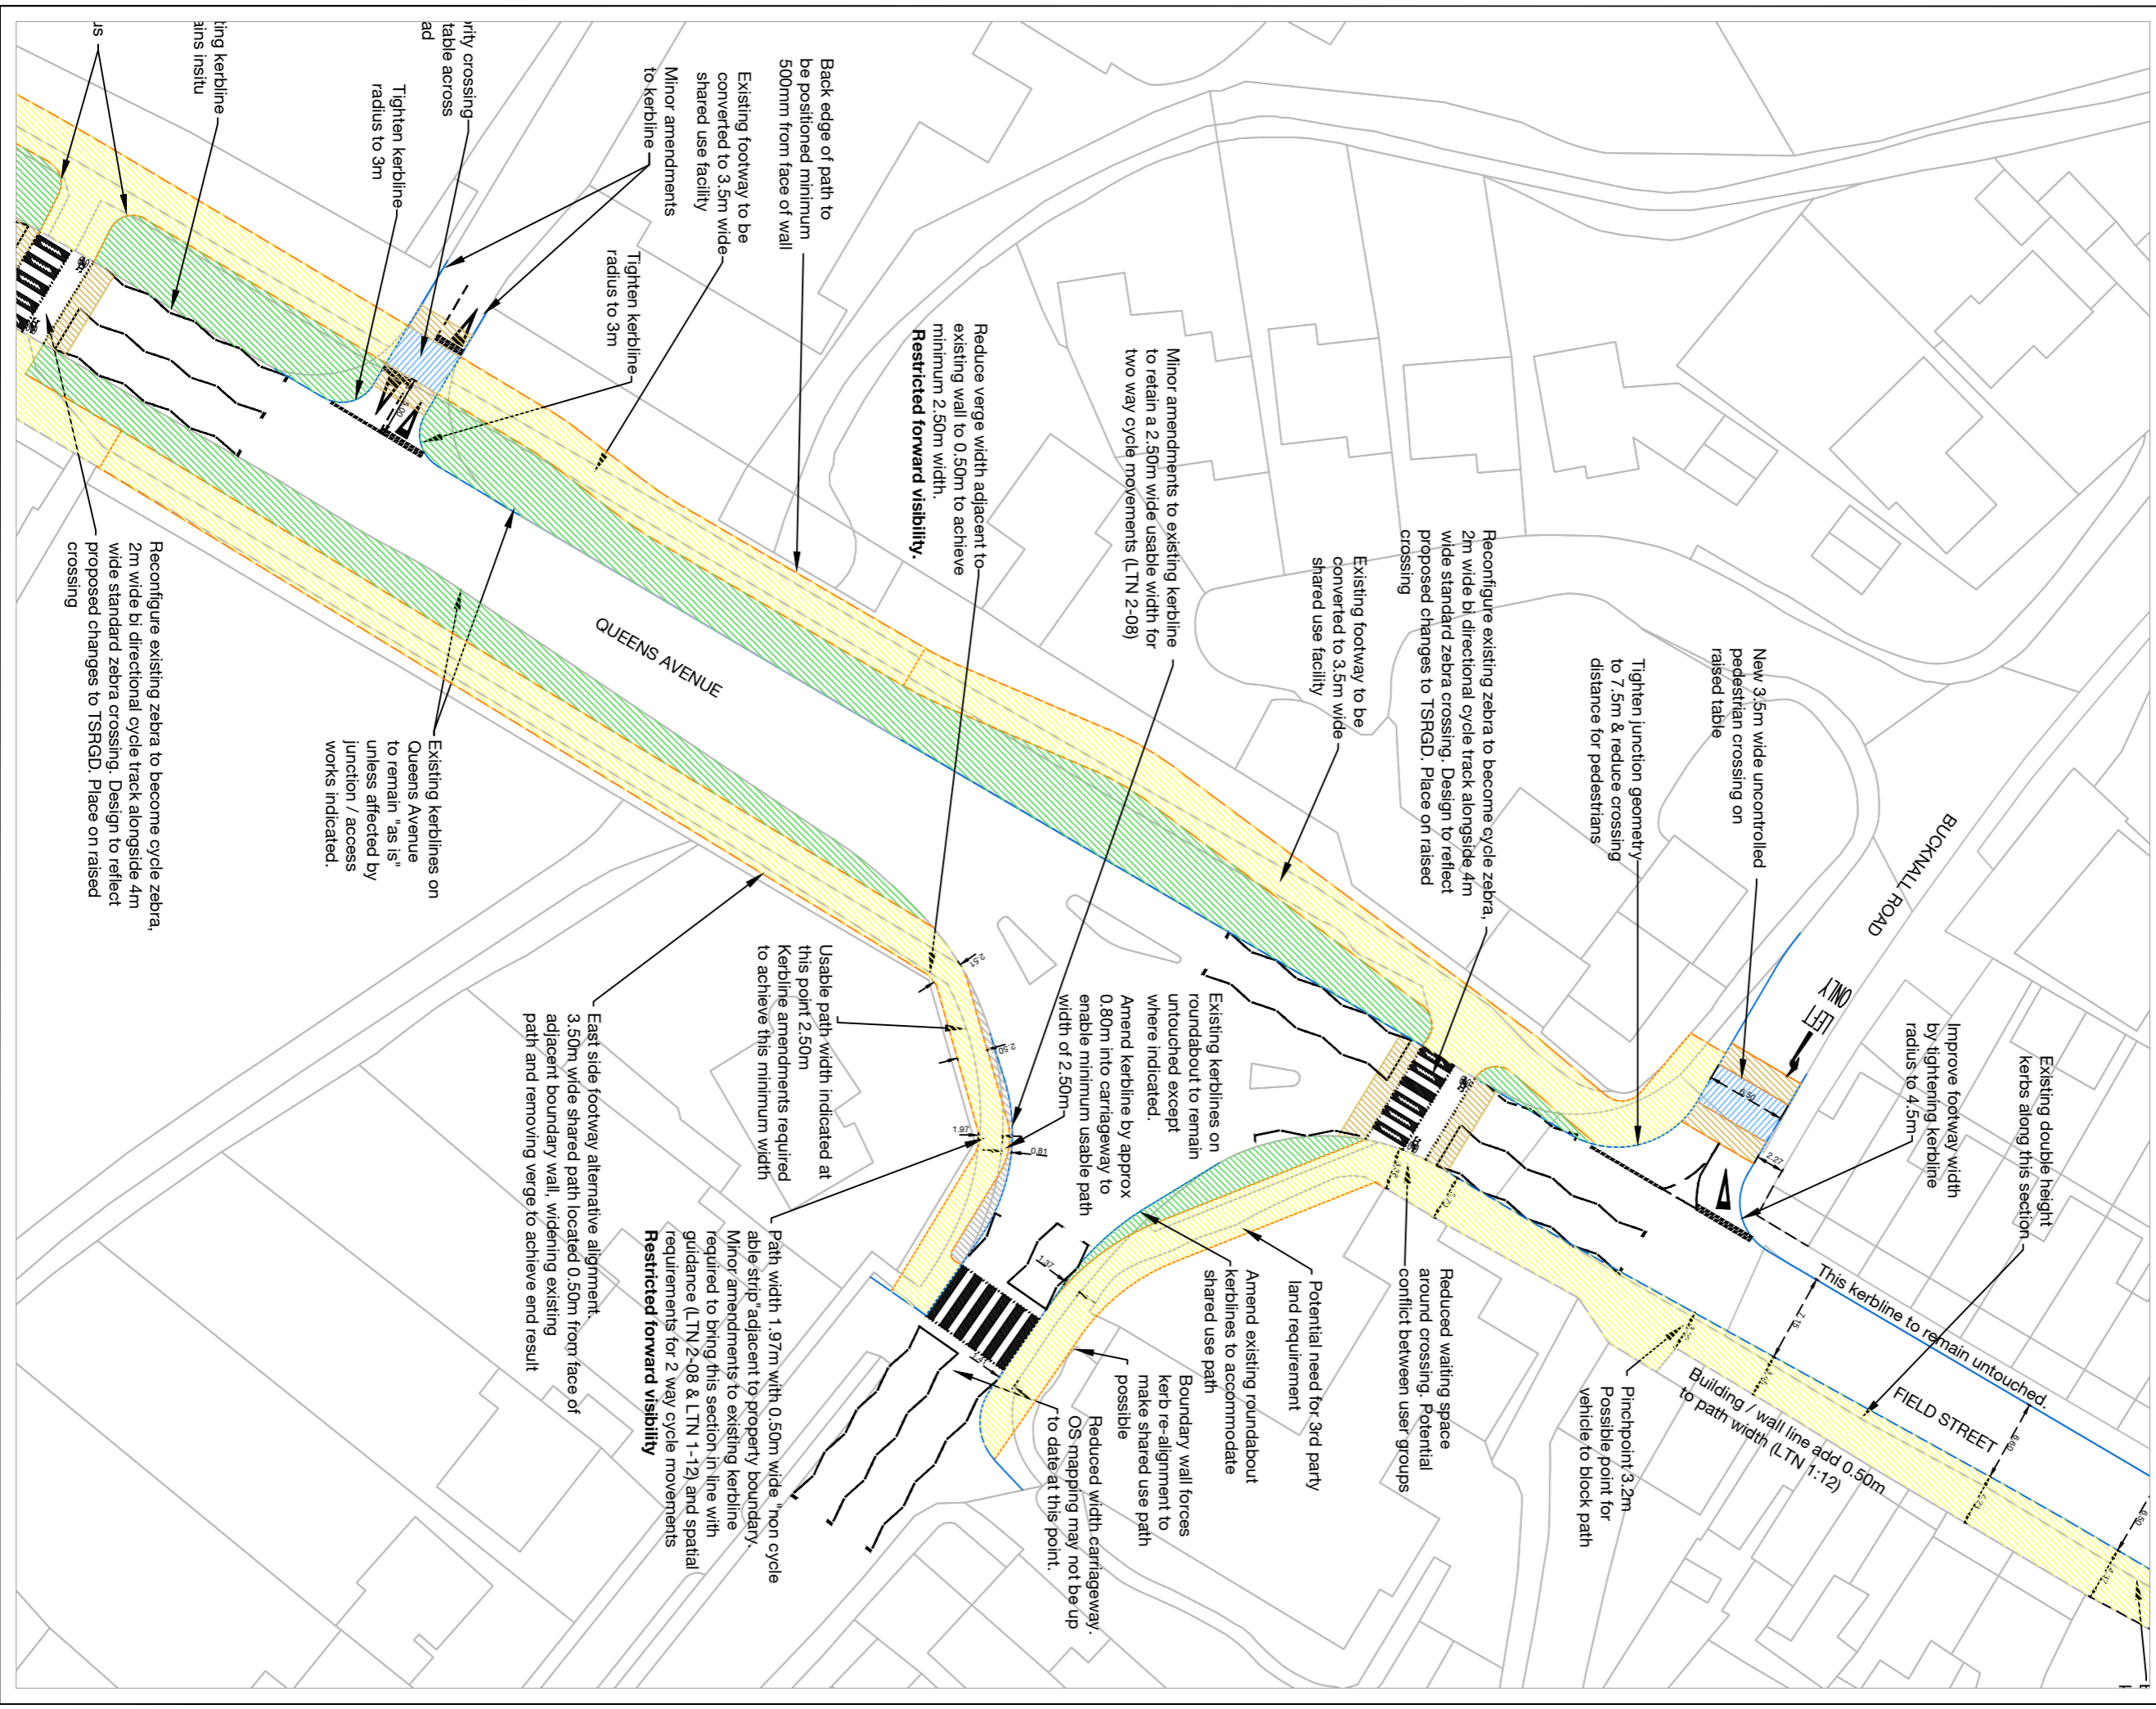 us
ting kerbline
ains insitu
rity crossing
table across
ad
Tighten kerbline
radius to 3m
Minor amendments
to kerbline
Existing footway to be
converted to 3.5m wide
shared use facility
Back edge of path to
be positioned minimum
500mm from face of wall
Tighten kerbline
radius to 3m
Reduce verge width adjacent to
existing wall to 0.50m to achieve
minimum 2.50m width.
Restricted forward visibility.
Minor amendments to existing kerbline
to retain a 2.50m wide usable width for
two way cycle movements (LTN 2-08)
Existing footway to be
converted to 3.5m wide
shared use facility
Reconfigure existing zebra to become cycle zebra,
2m wide bi directional cycle track alongside 4m
wide standard zebra crossing. Design to reflect
proposed changes to TSRGD. Place on raised
crossing
Tighten junction geometry
to 7.5m & reduce crossing
distance for pedestrians
New 3.5m wide uncontrolled
pedestrian crossing on
raised table
BUCKNALL ROAD
LEFT
ONLY
Improve footway width
by tightening kerbline
radius to 4.5m
Existing double height
kerbs along this section
This kerbline to remain untouched.
FIELD STREET
Building / wall line add 0.50m
to path width (LTN 1:12)
Pinchpoint 3.2m
Possible point for
vehicle to block path
Reduced waiting space
around crossing. Potential
conflict between user groups
Potential need for 3rd party
land requirement
Amend existing roundabout
kerblines to accommodate
shared use path
Boundary wall forces
kerb re-alignment to
make shared use path
possible
Reduced width carriageway.
OS mapping may not be up
to date at this point.
Existing kerblines on
roundabout to remain
untouched except
where indicated.
Amend kerbline by approx
0.80m into carriageway to
enable minimum usable path
width of 2.50m
QUEENS AVENUE
Usable path width indicated at
this point 2.50m
Kerbline amendments required
to achieve this minimum width
Path width 1.97m with 0.50m wide "non cycle
able strip" adjacent to property boundary.
Minor amendments to existing kerbline
required to bring this section in line with
guidance (LTN 2-08 & LTN 1-12) and spatial
requirements for 2 way cycle movements
Restricted forward visibility
East side footway alternative alignment.
3.50m wide shared path located 0.50m from face of
adjacent boundary wall, widening existing
path and removing verge to achieve end result
Existing kerblines on
Queens Avenue
to remain "as is"
unless affected by
junction / access
works indicated.
Reconfigure existing zebra to become cycle zebra,
2m wide bi directional cycle track alongside 4m
wide standard zebra crossing. Design to reflect
proposed changes to TSRGD. Place on raised
crossing
2.51
2.50
1.97
0.81
1.37
6.50
2.27
7.15
6.60
6.50